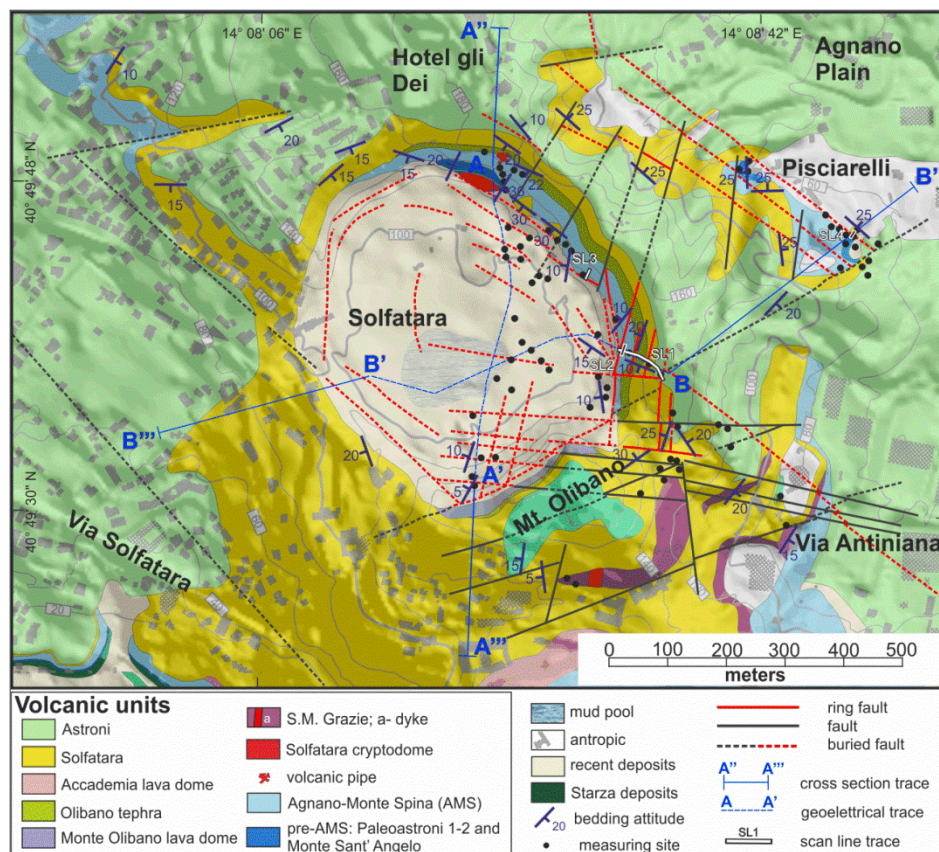 14 08' 06" E
A''
14 08' 42" E
Hotel gli
Dei
Agnano
Plain
Pisciarelli
40 49' 48" N
A
B''
SL4
SL3
Solfatara
SL2
SL1
B
B'
B'''
A'
40 49' 30" N
Mt. Olibano
Via Solfatara
Via Antiniana
A'''
0 100 200 300 400 500
meters
Volcanic units
Astroni
Solfatara
Accademia lava dome
Olibano tephra
Monte Olibano lava dome
a S.M. Grazie; a- dyke
Solfatara cryptodome
volcanic pipe
Agnano-Monte Spina (AMS)
pre-AMS: Paleoastroni 1-2 and
Monte Sant' Angelo
mud pool
antropic
recent deposits
Starza deposits
20 bedding attitude
measuring site
ring fault
fault
buried fault
A'' A''' cross section trace
A A' geoelectrical trace
SL1 scan line trace